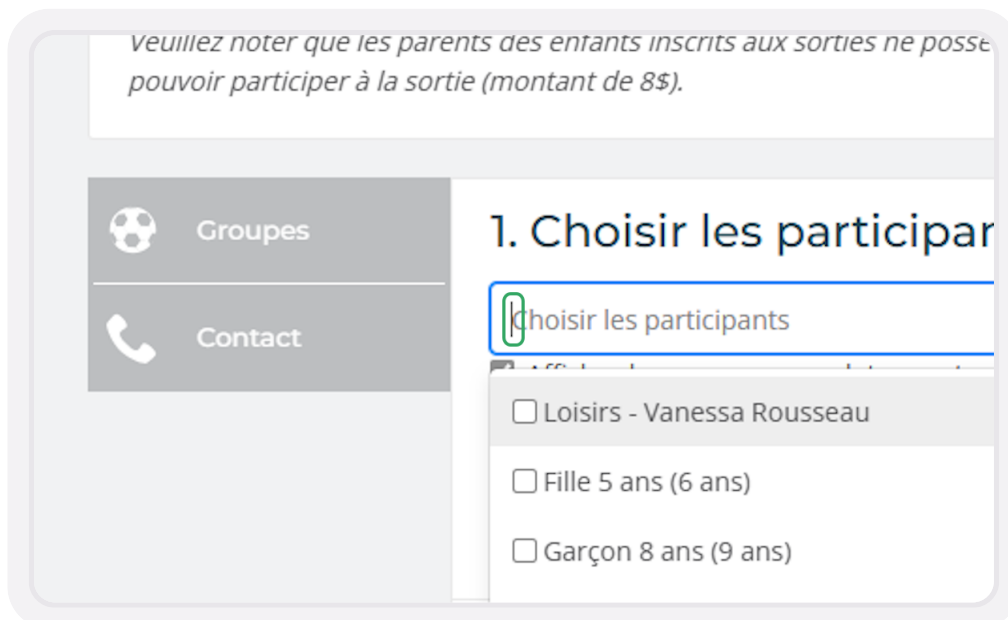 Veuillez noter que les parents des enfants inscrits aux sorties ne
pouvoir participer à la sortie (montant de 8$).
Groupes
Contact
1. Choisir les
Choisir les participants
Loisirs - Vanessa Rousseau
Fille 5 ans (6 ans)
Garçon 8 ans (9 ans)